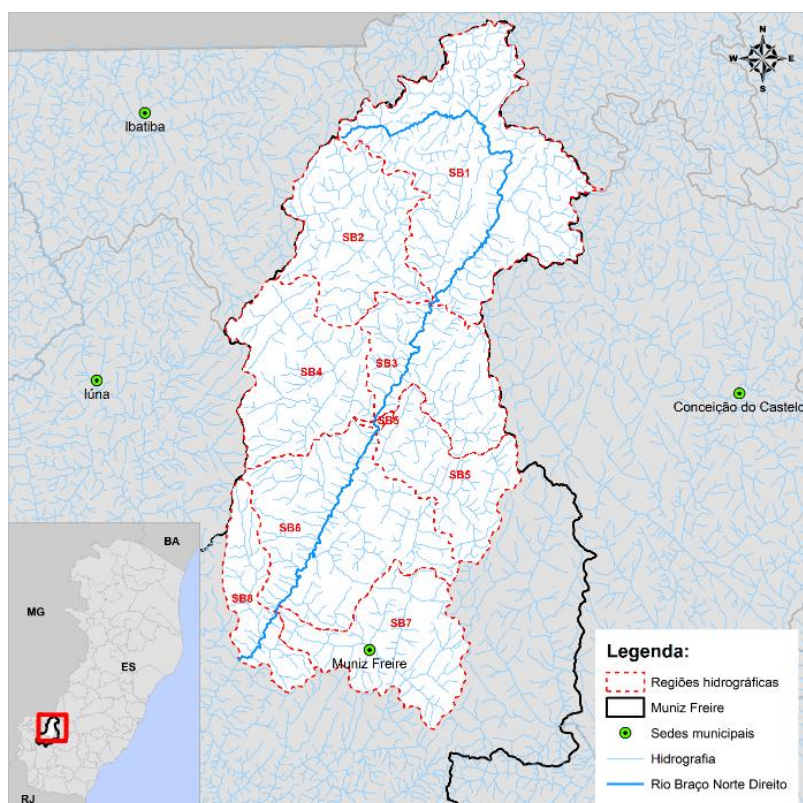 N
W E
S
Ibatiba
SB1
SB2
SB3
SB4
Iúna
Conceição do Castelo
SB5
SB5
SB6
BA
SB8
SB7
MG
ES
Muniz Freire
RJ
Legenda:
Regiões hidrográficas
Muniz Freire
Sedes municipais
Hidrografia
Rio Braço Norte Direito